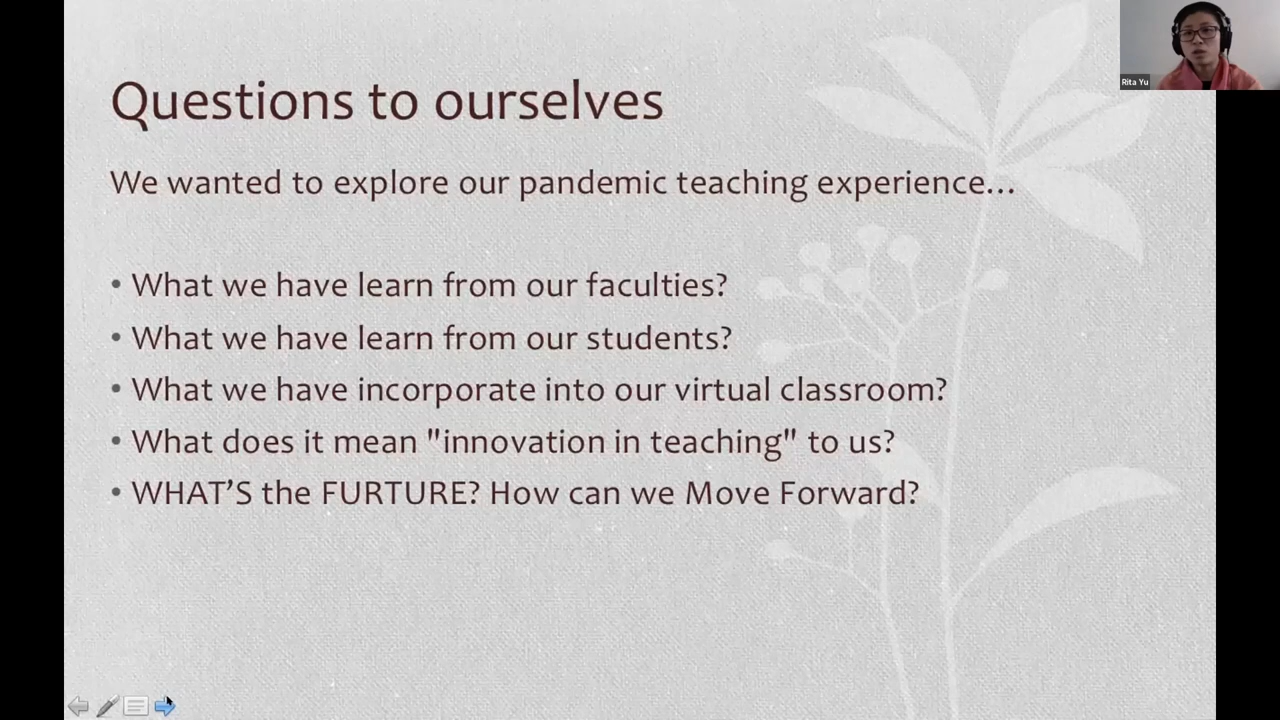 Rita Yu
Questions to ourselves
We wanted to explore our pandemic teaching experience...
• What we have learn from our faculties?
• What we have learn from our students?
• What we have incorporate into our virtual classroom?
• What does it mean "innovation in teaching" to us?
• WHAT’S the FURTURE? How can we Move Forward?